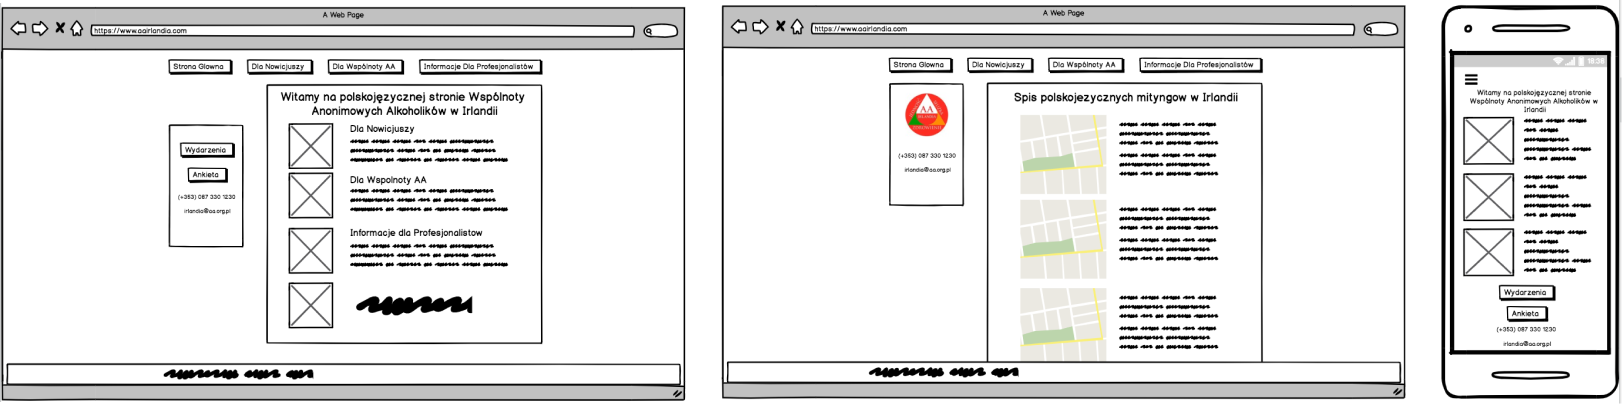 A Web Page
https://www.aairlandia.com
Strona Glowna
Dla Nowicjuszy
Dla Wspólnoty AA
Informacje Dla Profesjonalistów
Witamy na polskojęzycznej stronie Wspólnoty
Anonimowych Alkoholików w Irlandii
Wydarzenia
Ankieta
(+353) 087 330 1230
irlandia@aa.org.pl
Dla Nowicjuszy
Dla Wspolnoty AA
Informacje dla Profesjonalistow
A Web Page
https://www.aairlandia.com
Strona Glowna
Dla Nowicjuszy
Dla Wspólnoty AA
Informacje Dla Profesjonalistów
AA
(+353) 087 330 1230
irlandia@aa.org.pl
Spis polskojezycznych mityngow w Irlandii
18:38
Witamy na polskojęzycznej stronie
Wspólnoty Anonimowych Alkoholików w
Irlandii
Wydarzenia
Ankieta
(+353) 087 330 1230
irlandia@aa.org.pl